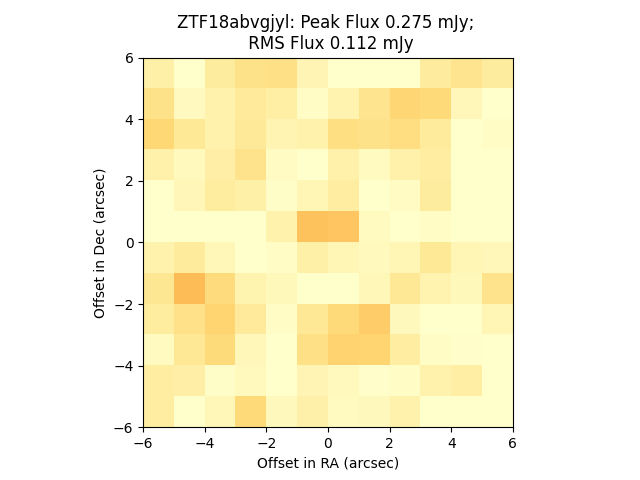 ZTF18abvgjyl: Peak Flux 0.275 mJy;
RMS Flux 0.112 mJy
6
4
2
0
−2
−4
−6
Offset in Dec (arcsec)
−6 −4 −2 0 2 4 6
Offset in RA (arcsec)